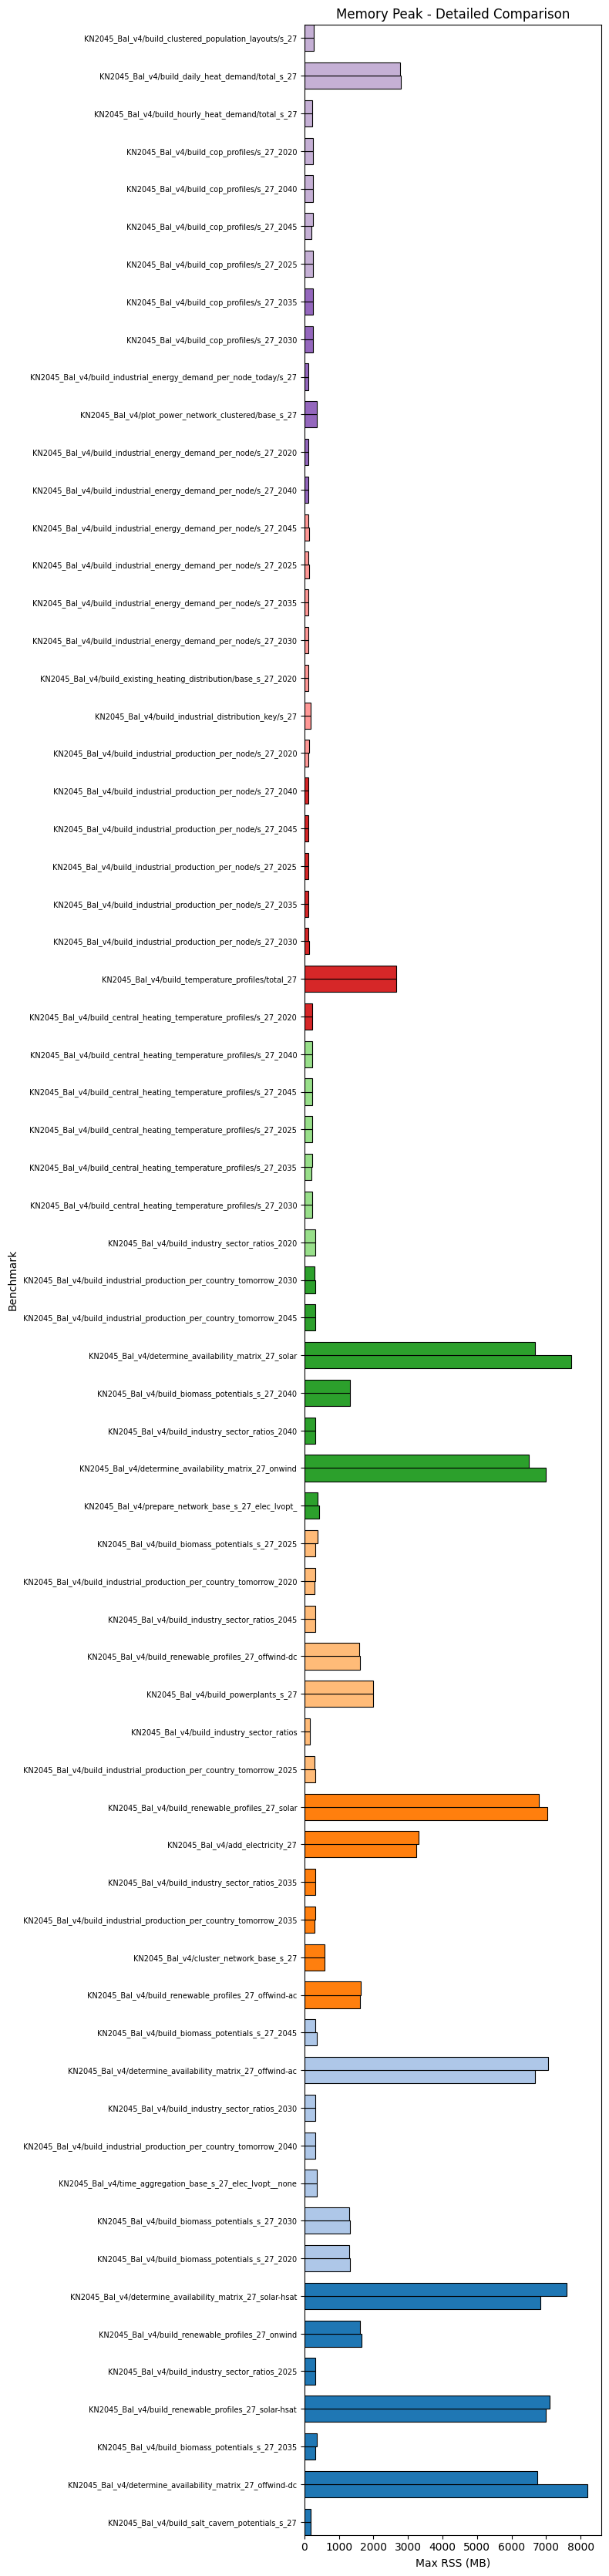 Memory Peak - Detailed Comparison
KN2045_Bal_v4/build_clustered_population_layouts/s_27
KN2045_Bal_v4/build_daily_heat_demand/total_s_27
KN2045_Bal_v4/build_hourly_heat_demand/total_s_27
KN2045_Bal_v4/build_cop_profiles/s_27_2020
KN2045_Bal_v4/build_cop_profiles/s_27_2040
KN2045_Bal_v4/build_cop_profiles/s_27_2045
KN2045_Bal_v4/build_cop_profiles/s_27_2025
KN2045_Bal_v4/build_cop_profiles/s_27_2035
KN2045_Bal_v4/build_cop_profiles/s_27_2030
KN2045_Bal_v4/build_industrial_energy_demand_per_node_today/s_27
KN2045_Bal_v4/plot_power_network_clustered/base_s_27
KN2045_Bal_v4/build_industrial_energy_demand_per_node/s_27_2020
KN2045_Bal_v4/build_industrial_energy_demand_per_node/s_27_2040
KN2045_Bal_v4/build_industrial_energy_demand_per_node/s_27_2045
KN2045_Bal_v4/build_industrial_energy_demand_per_node/s_27_2025
KN2045_Bal_v4/build_industrial_energy_demand_per_node/s_27_2035
KN2045_Bal_v4/build_industrial_energy_demand_per_node/s_27_2030
KN2045_Bal_v4/build_existing_heating_distribution/base_s_27_2020
KN2045_Bal_v4/build_industrial_distribution_key/s_27
KN2045_Bal_v4/build_industrial_production_per_node/s_27_2020
KN2045_Bal_v4/build_industrial_production_per_node/s_27_2040
KN2045_Bal_v4/build_industrial_production_per_node/s_27_2045
KN2045_Bal_v4/build_industrial_production_per_node/s_27_2025
KN2045_Bal_v4/build_industrial_production_per_node/s_27_2035
KN2045_Bal_v4/build_industrial_production_per_node/s_27_2030
KN2045_Bal_v4/build_temperature_profiles/total_27
KN2045_Bal_v4/build_central_heating_temperature_profiles/s_27_2020
KN2045_Bal_v4/build_central_heating_temperature_profiles/s_27_2040
KN2045_Bal_v4/build_central_heating_temperature_profiles/s_27_2045
KN2045_Bal_v4/build_central_heating_temperature_profiles/s_27_2025
KN2045_Bal_v4/build_central_heating_temperature_profiles/s_27_2035
KN2045_Bal_v4/build_central_heating_temperature_profiles/s_27_2030
KN2045_Bal_v4/build_industry_sector_ratios_2020
KN2045_Bal_v4/build_industrial_production_per_country_tomorrow_2030
KN2045_Bal_v4/build_industrial_production_per_country_tomorrow_2045
KN2045_Bal_v4/determine_availability_matrix_27_solar
KN2045_Bal_v4/build_biomass_potentials_s_27_2040
KN2045_Bal_v4/build_industry_sector_ratios_2040
KN2045_Bal_v4/determine_availability_matrix_27_onwind
KN2045_Bal_v4/prepare_network_base_s_27_elec_lvopt_
KN2045_Bal_v4/build_biomass_potentials_s_27_2025
KN2045_Bal_v4/build_industrial_production_per_country_tomorrow_2020
KN2045_Bal_v4/build_industry_sector_ratios_2045
KN2045_Bal_v4/build_renewable_profiles_27_offwind-dc
KN2045_Bal_v4/build_powerplants_s_27
KN2045_Bal_v4/build_industry_sector_ratios
KN2045_Bal_v4/build_industrial_production_per_country_tomorrow_2025
KN2045_Bal_v4/build_renewable_profiles_27_solar
KN2045_Bal_v4/add_electricity_27
KN2045_Bal_v4/build_industry_sector_ratios_2035
KN2045_Bal_v4/build_industrial_production_per_country_tomorrow_2035
KN2045_Bal_v4/cluster_network_base_s_27
KN2045_Bal_v4/build_renewable_profiles_27_offwind-ac
KN2045_Bal_v4/build_biomass_potentials_s_27_2045
KN2045_Bal_v4/determine_availability_matrix_27_offwind-ac
KN2045_Bal_v4/build_industry_sector_ratios_2030
KN2045_Bal_v4/build_industrial_production_per_country_tomorrow_2040
KN2045_Bal_v4/time_aggregation_base_s_27_elec_lvopt__none
KN2045_Bal_v4/build_biomass_potentials_s_27_2030
KN2045_Bal_v4/build_biomass_potentials_s_27_2020
KN2045_Bal_v4/determine_availability_matrix_27_solar-hsat
KN2045_Bal_v4/build_renewable_profiles_27_onwind
KN2045_Bal_v4/build_industry_sector_ratios_2025
KN2045_Bal_v4/build_renewable_profiles_27_solar-hsat
KN2045_Bal_v4/build_biomass_potentials_s_27_2035
KN2045_Bal_v4/determine_availability_matrix_27_offwind-dc
KN2045_Bal_v4/build_salt_cavern_potentials_s_27
Benchmark
0 1000 2000 3000 4000 5000 6000 7000 8000
Max RSS (MB)